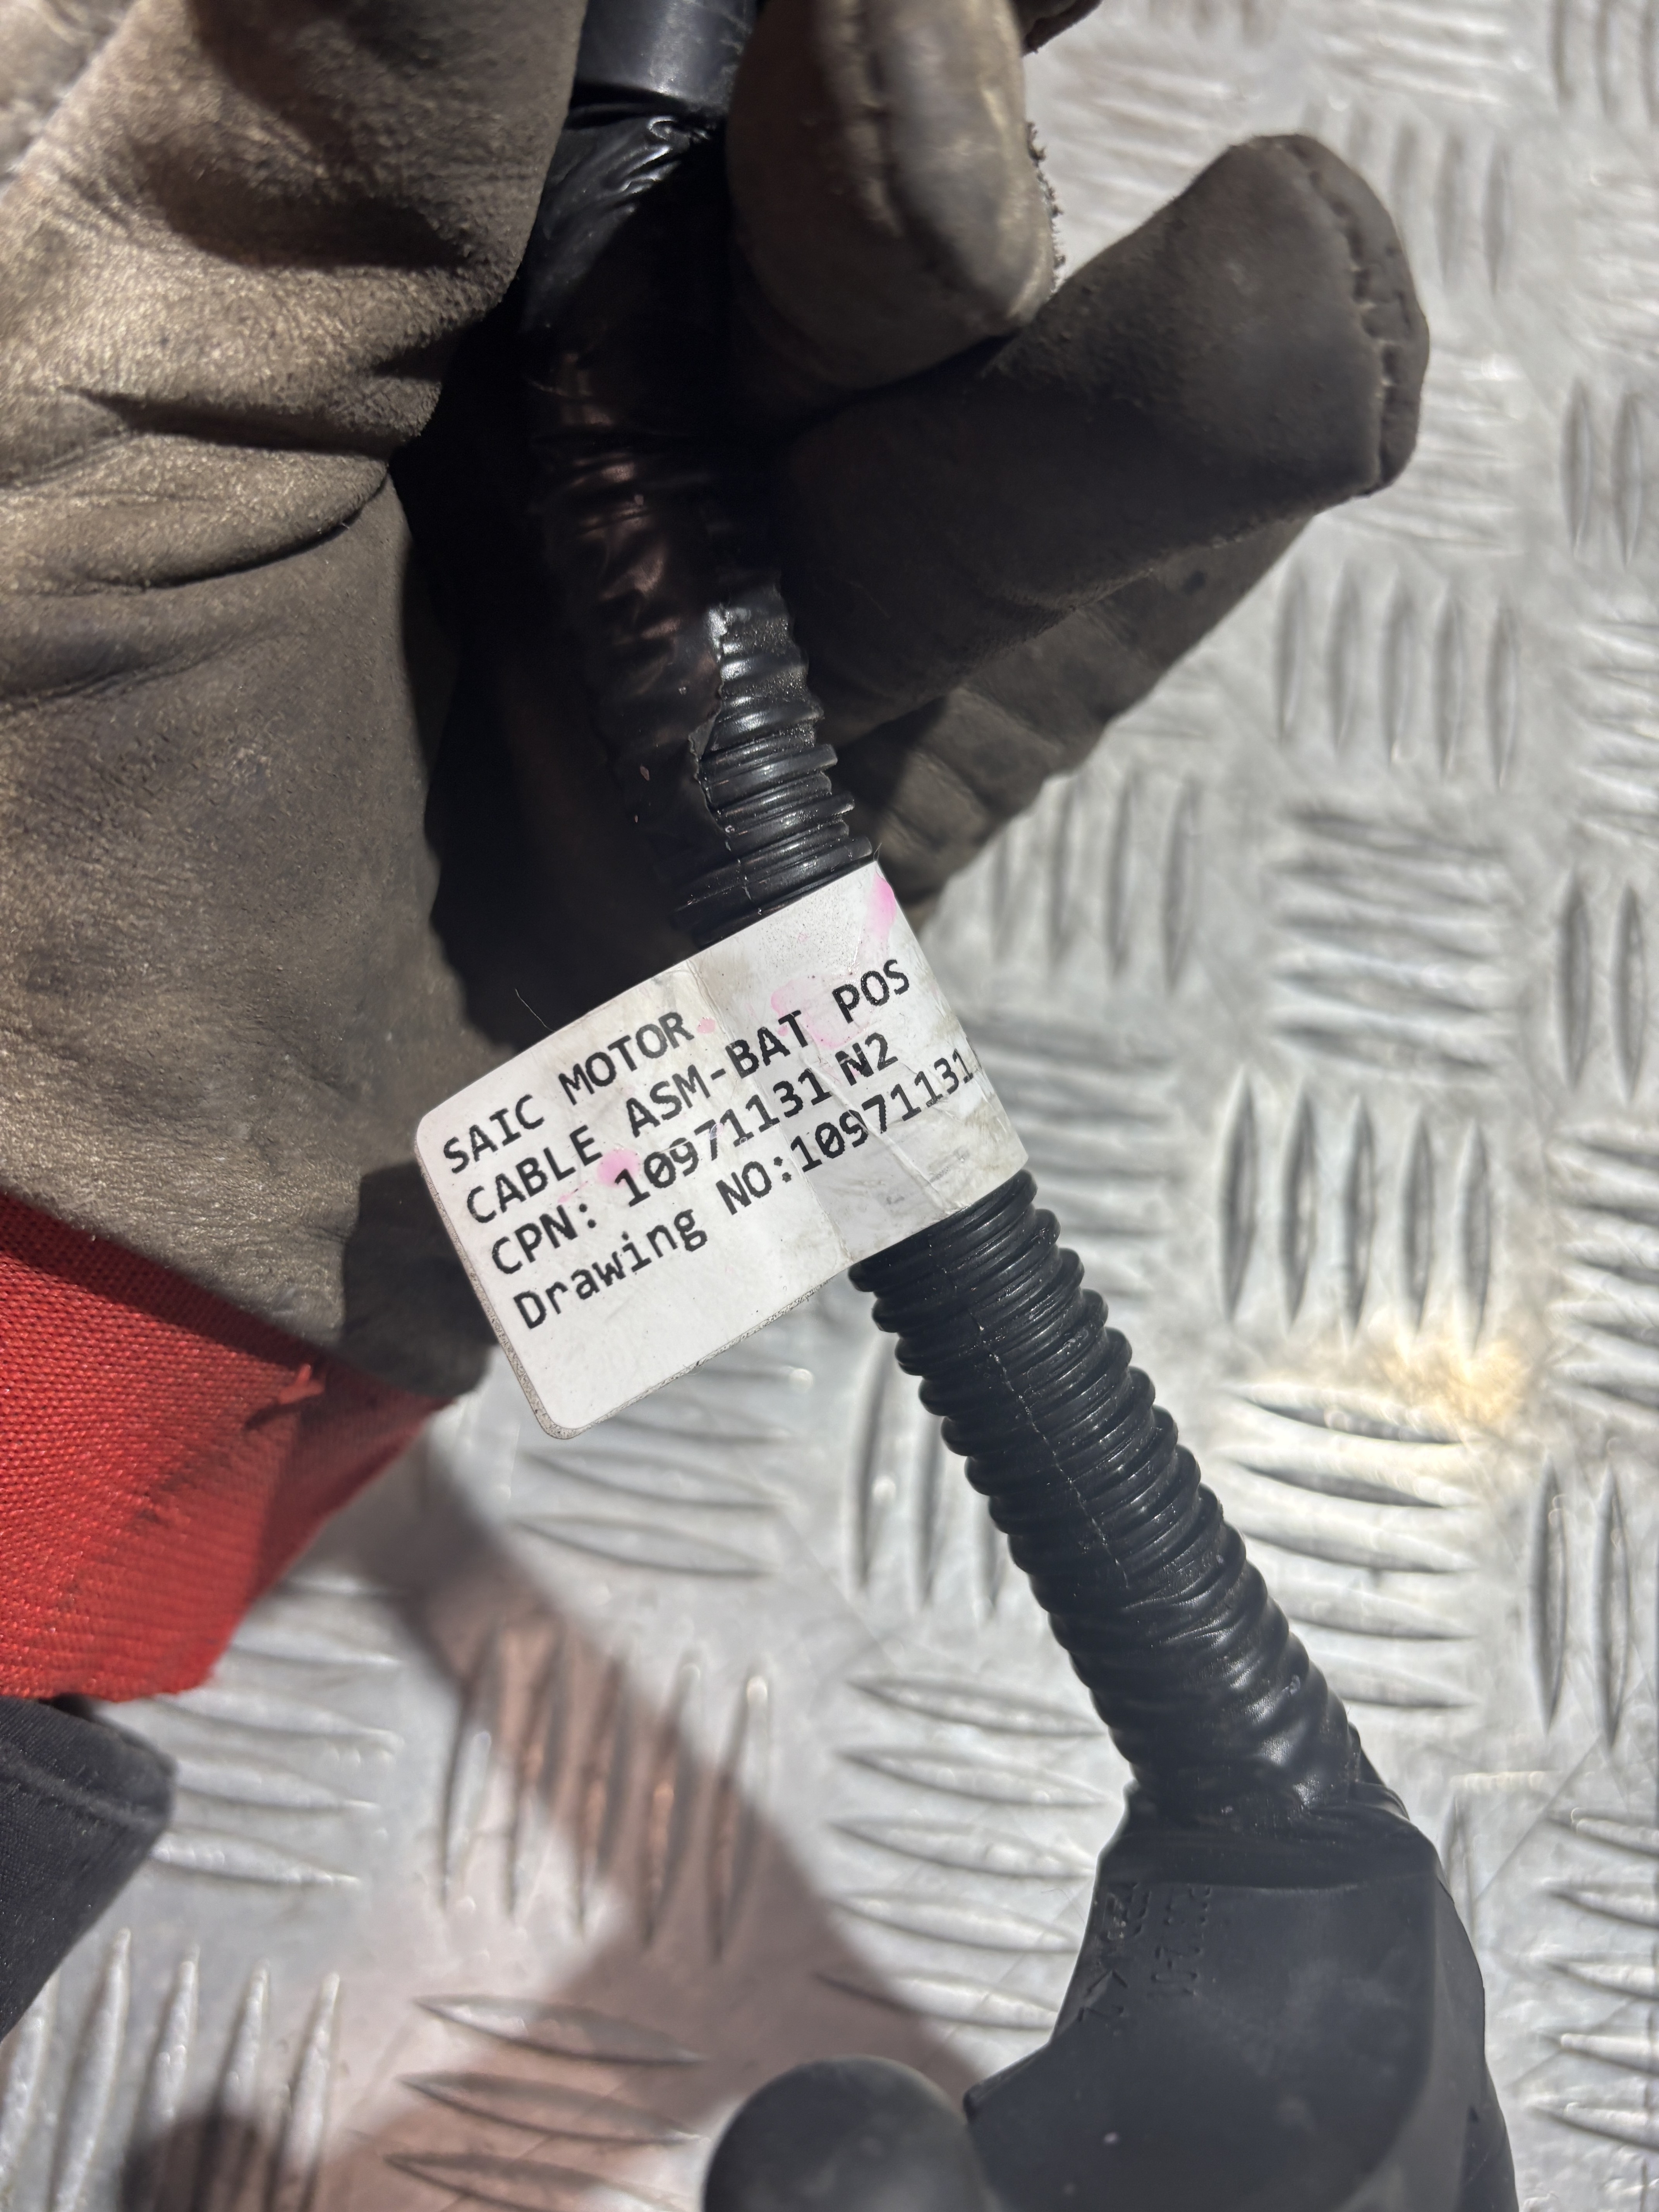 SAIC MOTOR
CABLE ASM-BAT POS
CPN: 10971131 N2
Drawing NO:10971131